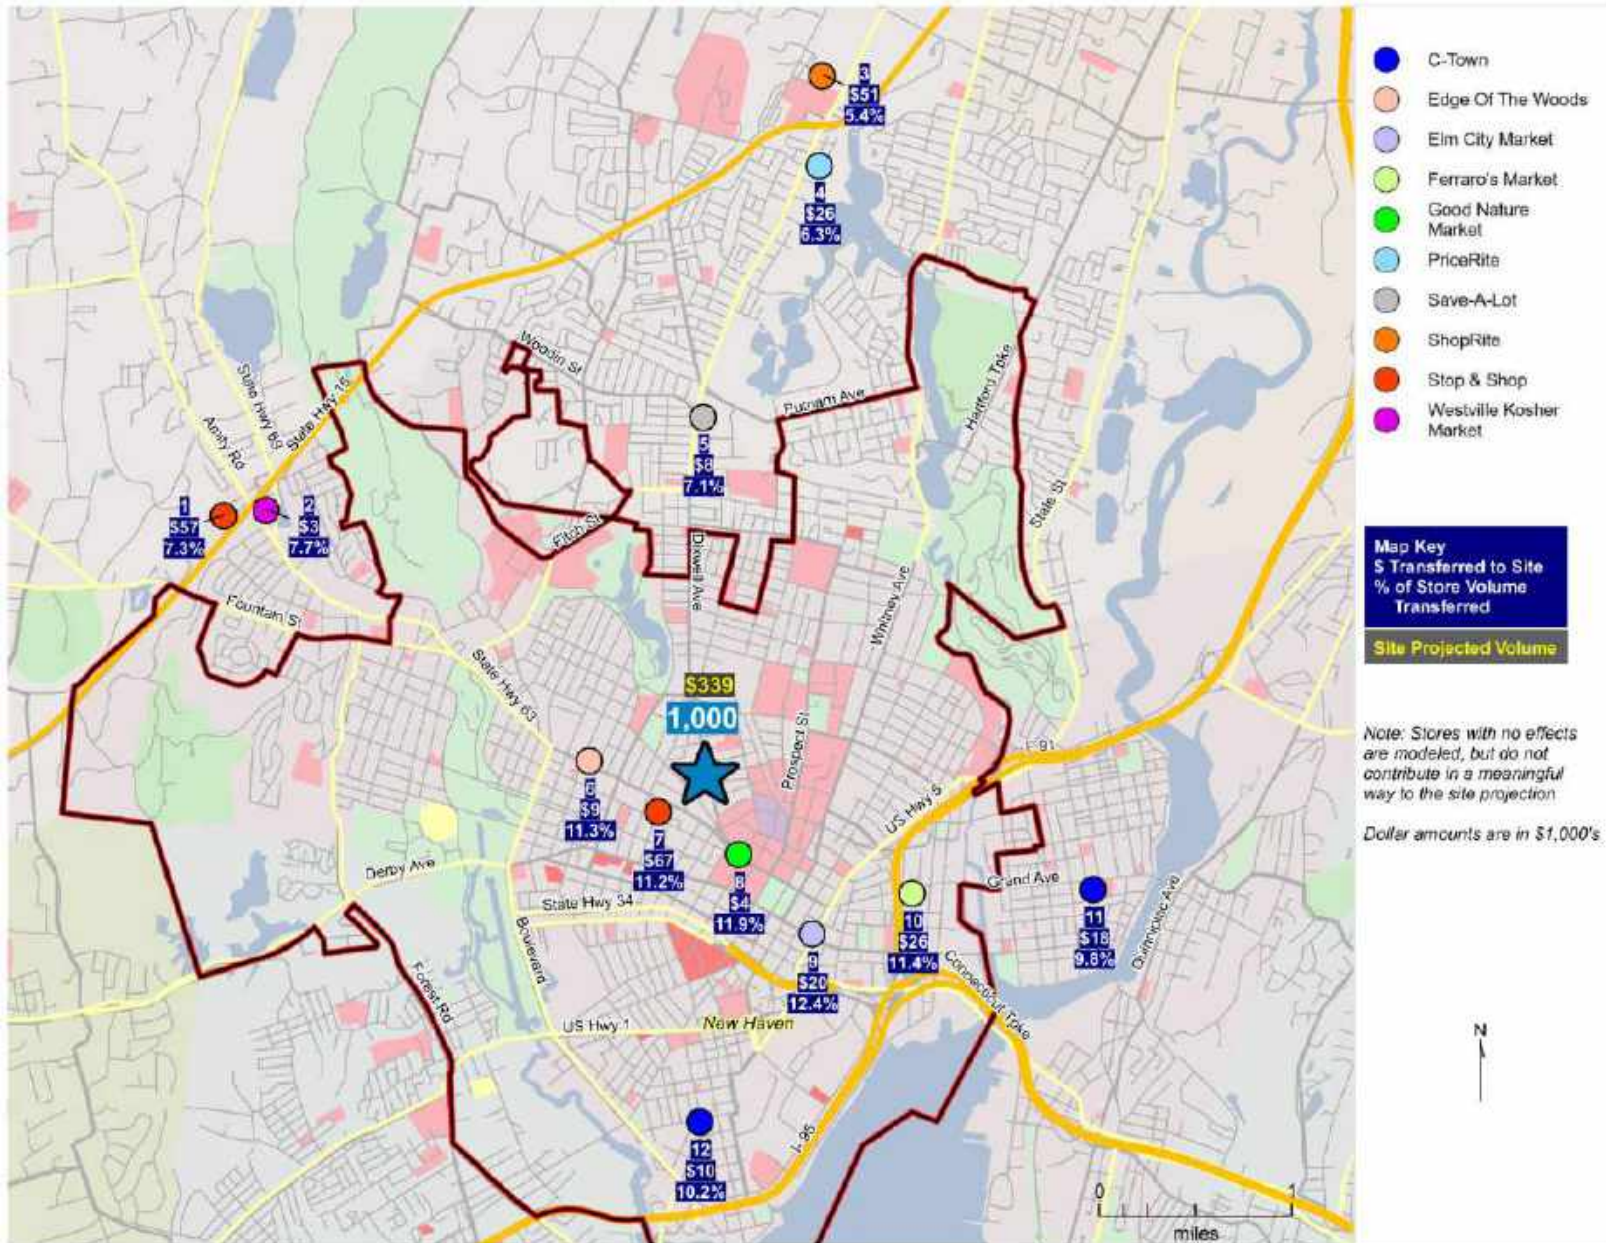 3
$51
5.4%
4
$26
6.3%
Woodin St
Putnam Ave
Hartford Tpke
State Hwy 15
State Hwy 69
Amity Rd
5
$8
7.1%
State St
1
$57
7.3%
2
$3
7.7%
Fitch St
Dixwell Ave
Whitney Ave
Fountain St
State Hwy 63
$339
1,000
Prospect St
I-91
US Hwy 5
6
$9
11.3%
7
$67
11.2%
8
$4
11.9%
Derby Ave
State Hwy 34
Boulevard
Grand Ave
Quinnipiac Ave
10
$26
11.4%
11
$18
9.8%
9
$20
12.4%
Connecticut Tpke
Forest Rd
US Hwy 1
New Haven
12
$10
10.2%
I-95
0
1
miles
C-Town
Edge Of The Woods
Elm City Market
Ferraro's Market
Good Nature
Market
PriceRite
Save-A-Lot
ShopRite
Stop & Shop
Westville Kosher
Market
Map Key
$ Transferred to Site
% of Store Volume
Transferred
Site Projected Volume
Note: Stores with no effects
are modeled, but do not
contribute in a meaningful
way to the site projection
Dollar amounts are in $1,000's
N